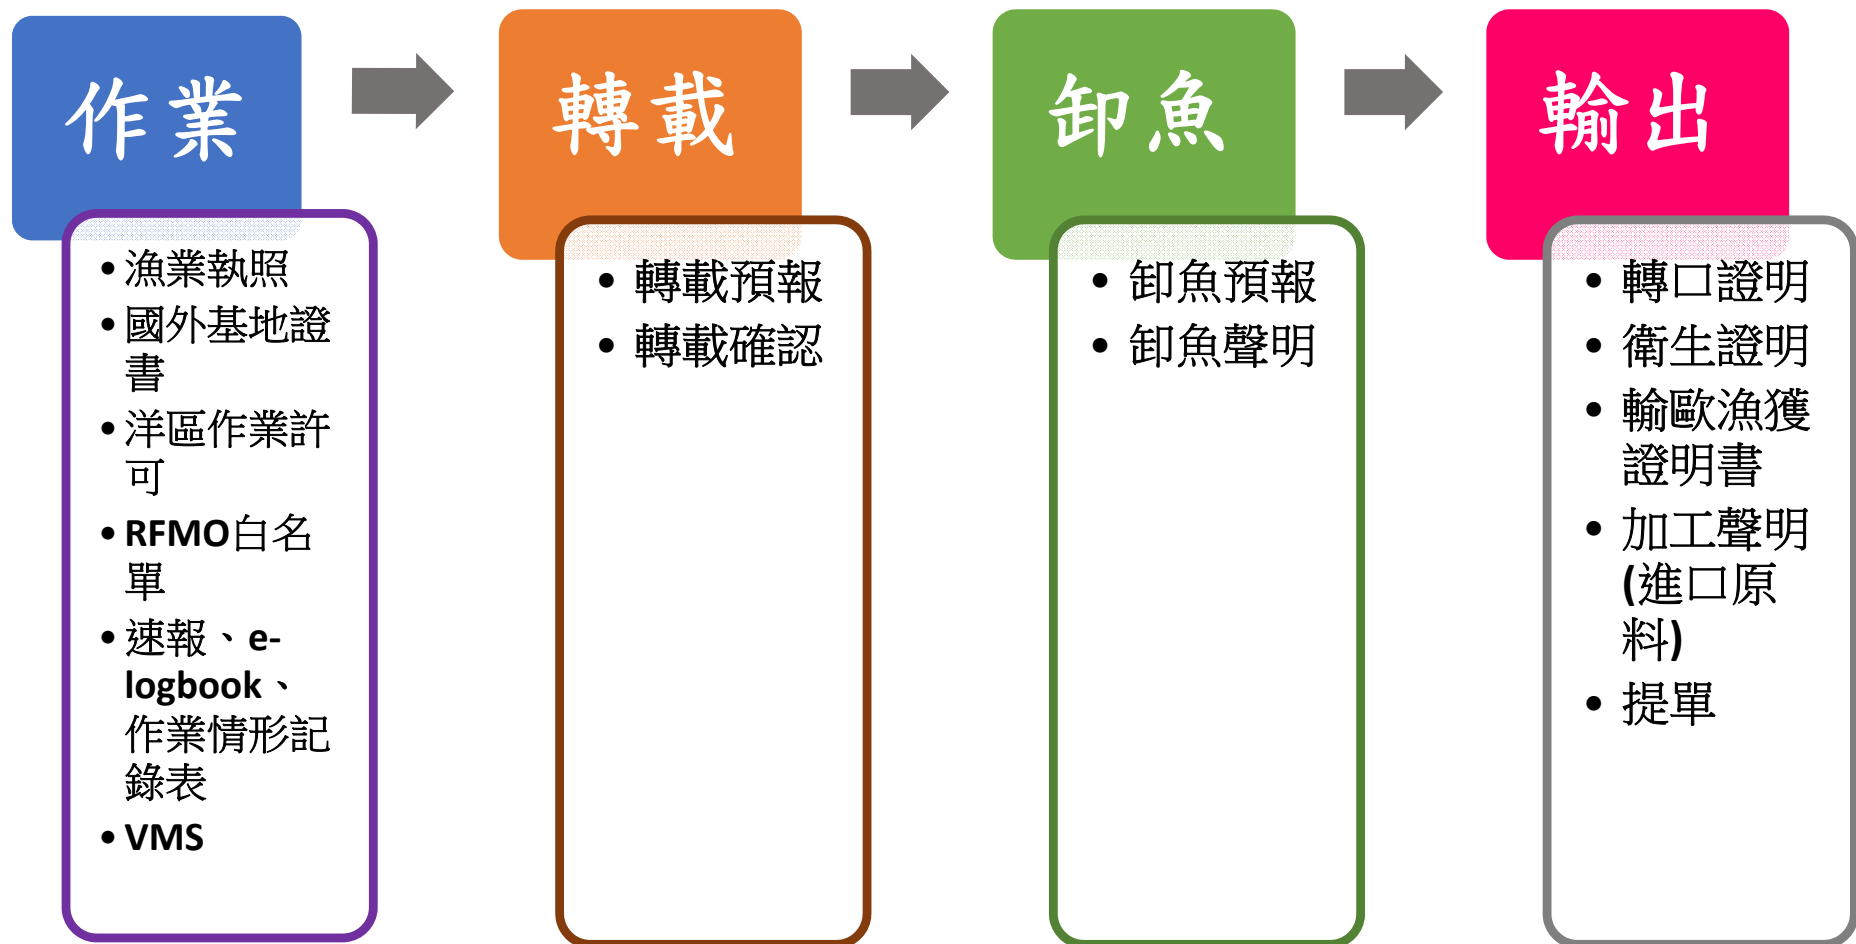 作業
• 漁業執照
• 國外基地證
書
• 洋區作業許
可
• RFMO白名
單
• 速報、e-
logbook、
作業情形記
錄表
• VMS
轉載
• 轉載預報
• 轉載確認
卸魚
• 卸魚預報
• 卸魚聲明
輸出
• 轉口證明
• 衛生證明
• 輸歐漁獲
證明書
• 加工聲明
(進口原
料)
• 提單